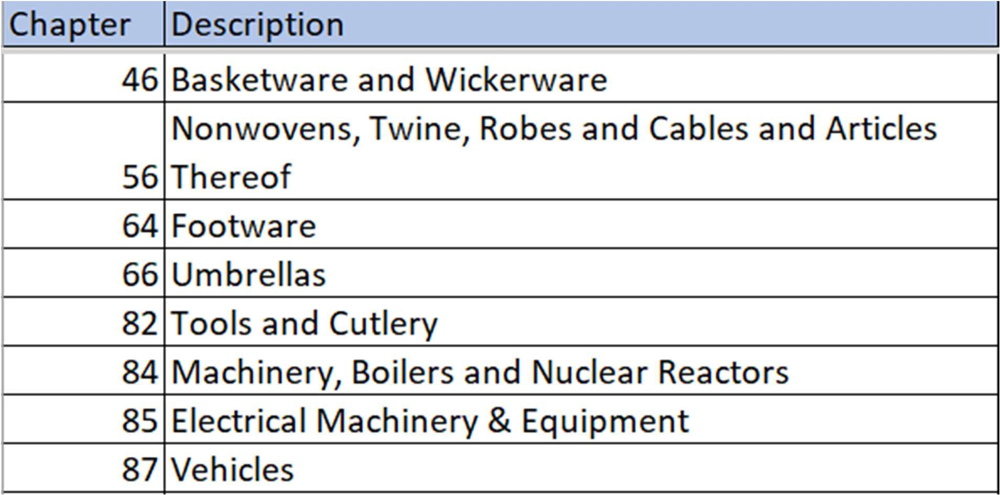 Chapter Description
46 Basketware and Wickerware
Nonwovens, Twine, Robes and Cables and Articles
56 Thereof
64 Footware
66 Umbrellas
82 Tools and Cutlery
84 Machinery, Boilers and Nuclear Reactors
85 Electrical Machinery & Equipment
87 Vehicles